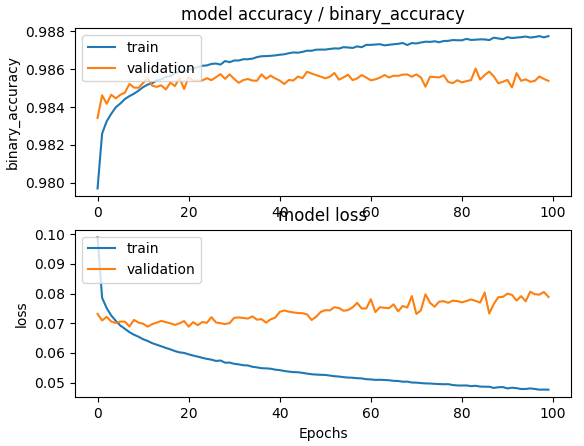 model accuracy / binary_accuracy
binary_accuracy
0.988
0.986
0.984
0.982
0.980
train
validation
0 20 40 60 80 100
model loss
loss
0.10
0.09
0.08
0.07
0.06
0.05
train
validation
0 20 40 60 80 100
Epochs